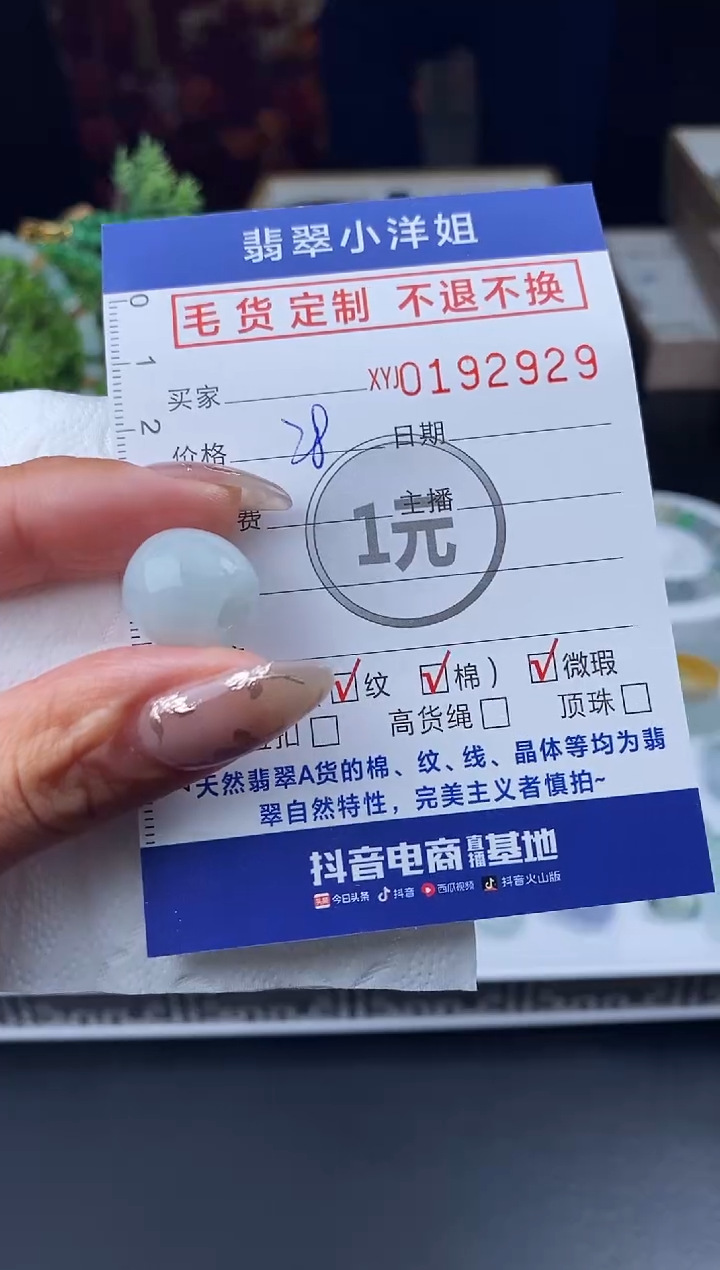 翡翠小洋姐
毛货定制 不退不换
0
1
2
买家 XYJ0192929
价格 28 日期
费 主播
1元
纹 棉） 微瑕
扣 高货绳 顶珠
天然翡翠A货的棉、纹、线、晶体等均为翡
翠自然特性，完美主义者慎拍~
抖音电商直播基地
头条 今日头条 抖音 西瓜视频 抖音火山版